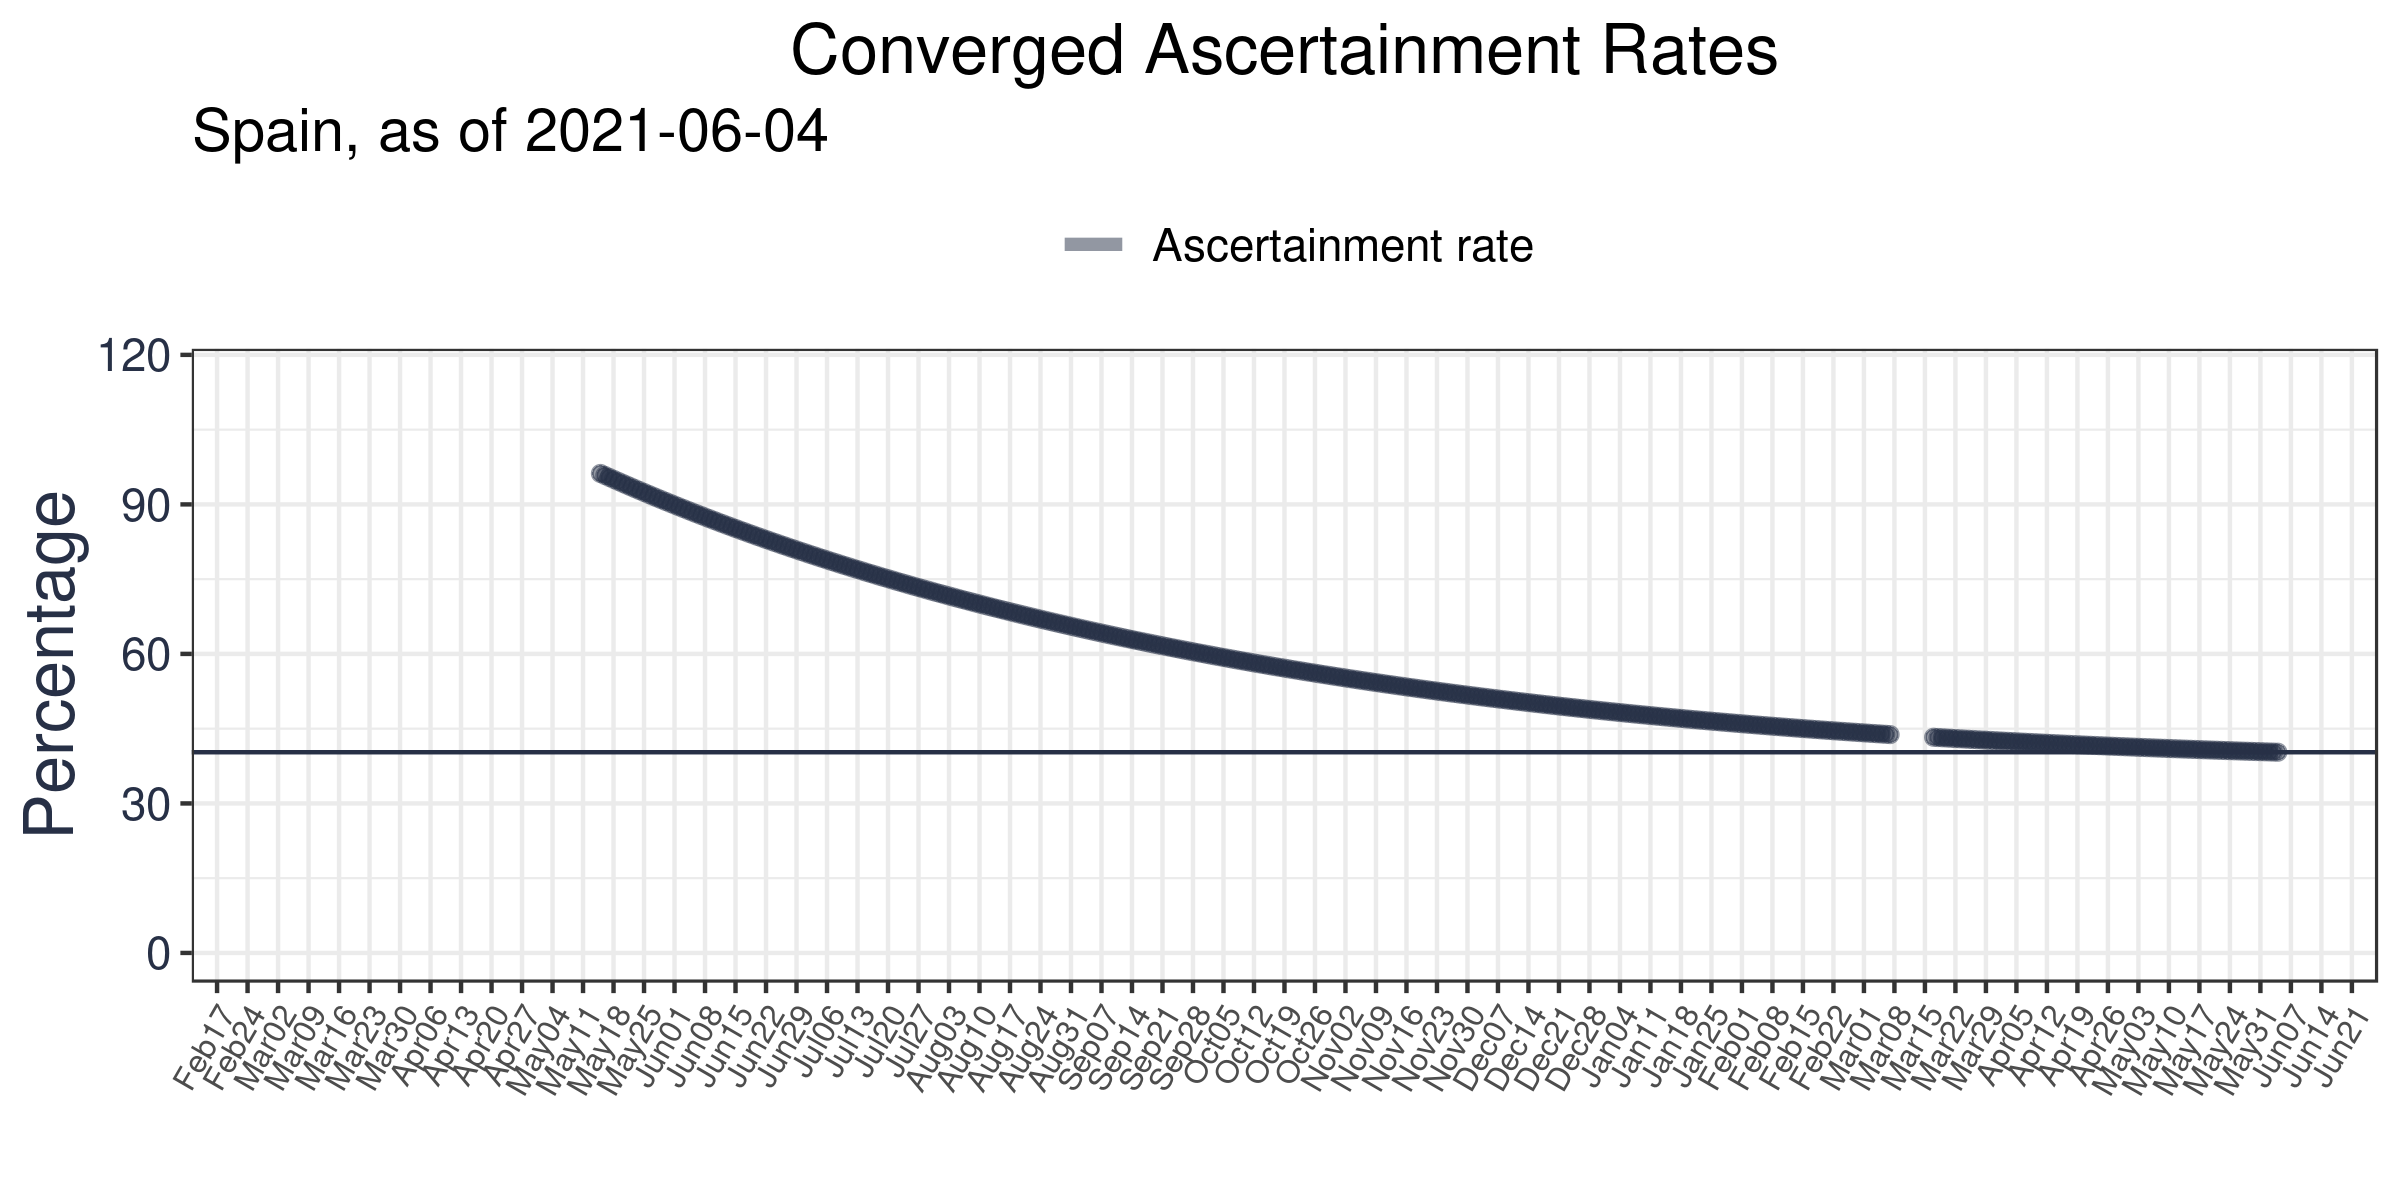 Converged Ascertainment Rates
Spain, as of 2021-06-04
Ascertainment rate
Percentage
120
90
60
30
0
Feb17
Feb24
Mar02
Mar09
Mar16
Mar23
Mar30
Apr06
Apr13
Apr20
Apr27
May04
May11
May18
May25
Jun01
Jun08
Jun15
Jun22
Jun29
Jul06
Jul13
Jul20
Jul27
Aug03
Aug10
Aug17
Aug24
Aug31
Sep07
Sep14
Sep21
Sep28
Oct05
Oct12
Oct19
Oct26
Nov02
Nov09
Nov16
Nov23
Nov30
Dec07
Dec14
Dec21
Dec28
Jan04
Jan11
Jan18
Jan25
Feb01
Feb08
Feb15
Feb22
Mar01
Mar08
Mar15
Mar22
Mar29
Apr05
Apr12
Apr19
Apr26
May03
May10
May17
May24
May31
Jun07
Jun14
Jun21